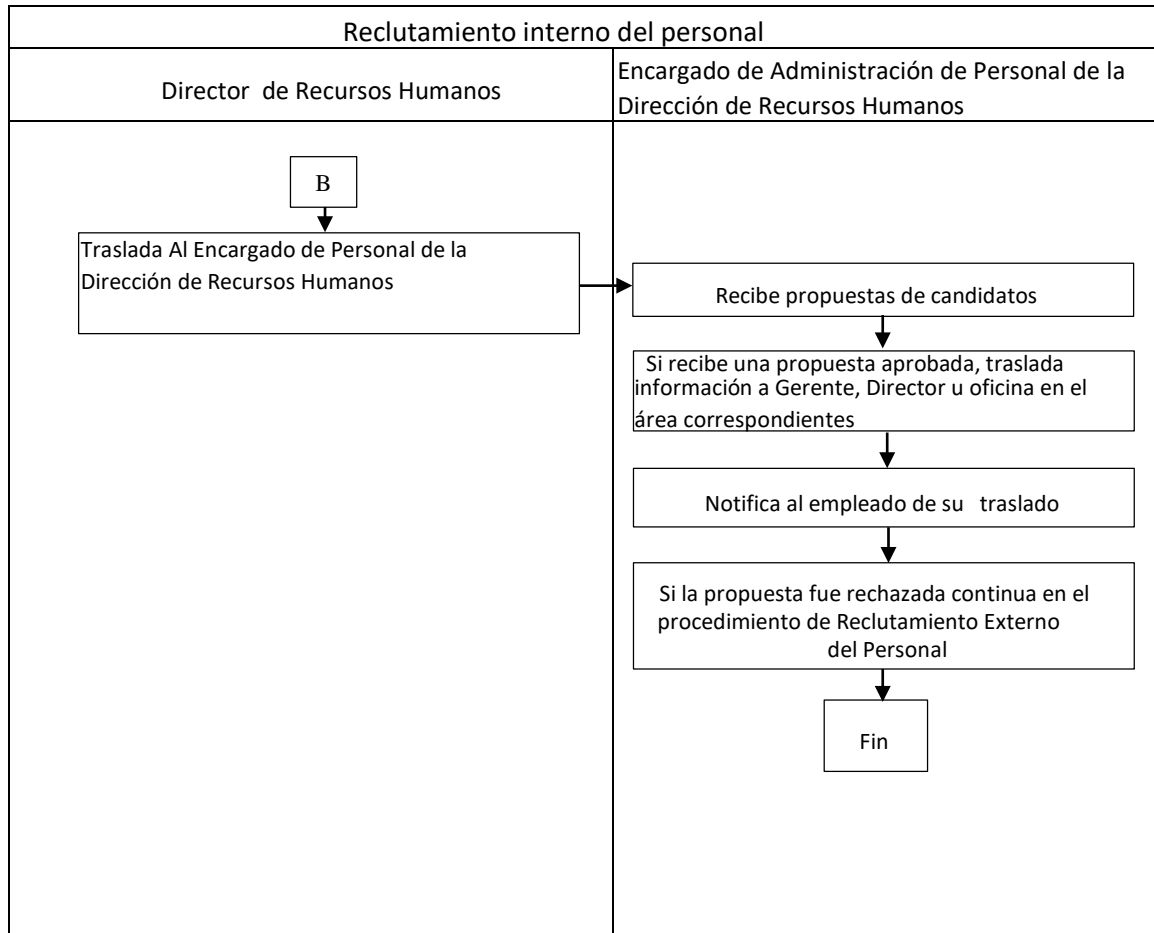 Reclutamiento interno del personal
Director de Recursos Humanos
Encargado de Administración de Personal de la
Dirección de Recursos Humanos
B
Traslada Al Encargado de Personal de la
Dirección de Recursos Humanos
Recibe propuestas de candidatos
Si recibe una propuesta aprobada, traslada
información a Gerente, Director u oficina en el
área correspondientes
Notifica al empleado de su traslado
Si la propuesta fue rechazada continua en el
procedimiento de Reclutamiento Externo
del Personal
Fin